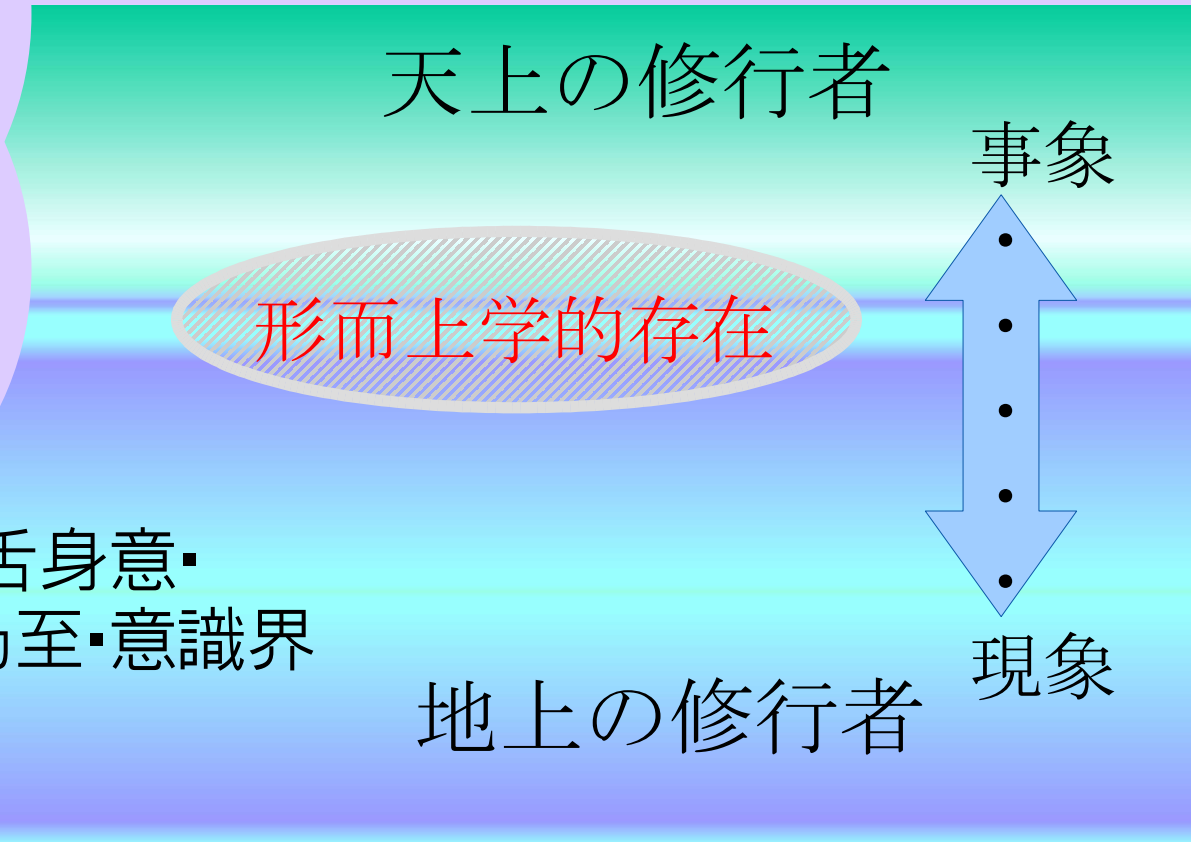 天上の修行者
事象
形而上学的存在
舌身意▪
乃至▪意識界
現象
地上の修行者